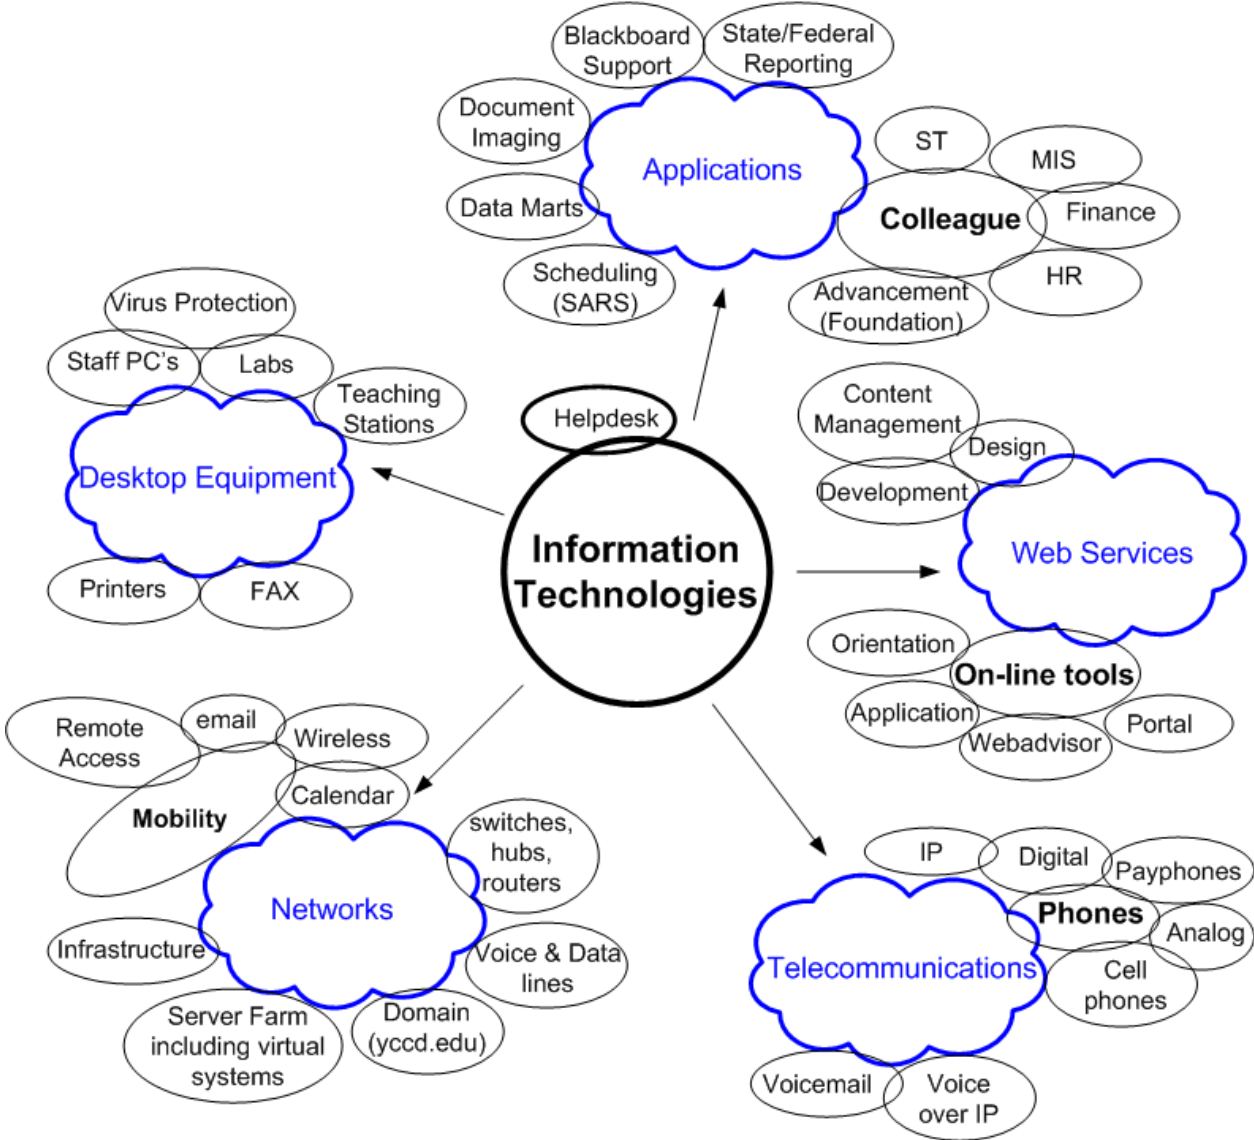 Blackboard
Support
State/Federal
Reporting
Document
Imaging
Applications
ST
MIS
Data Marts
Colleague
Finance
Scheduling
(SARS)
Advancement
(Foundation)
HR
Virus Protection
Staff PC's
Labs
Teaching
Stations
Desktop Equipment
Printers
FAX
Helpdesk
Information
Technologies
Content
Management
Design
Development
Web Services
Orientation
On-line tools
Application
Webadvisor
Portal
Remote
Access
email
Wireless
Mobility
Calendar
switches,
hubs,
routers
Networks
Infrastructure
Voice & Data
lines
Server Farm
including virtual
systems
Domain
(yccd.edu)
IP
Digital
Payphones
Phones
Analog
Telecommunications
Cell
phones
Voicemail
Voice
over IP